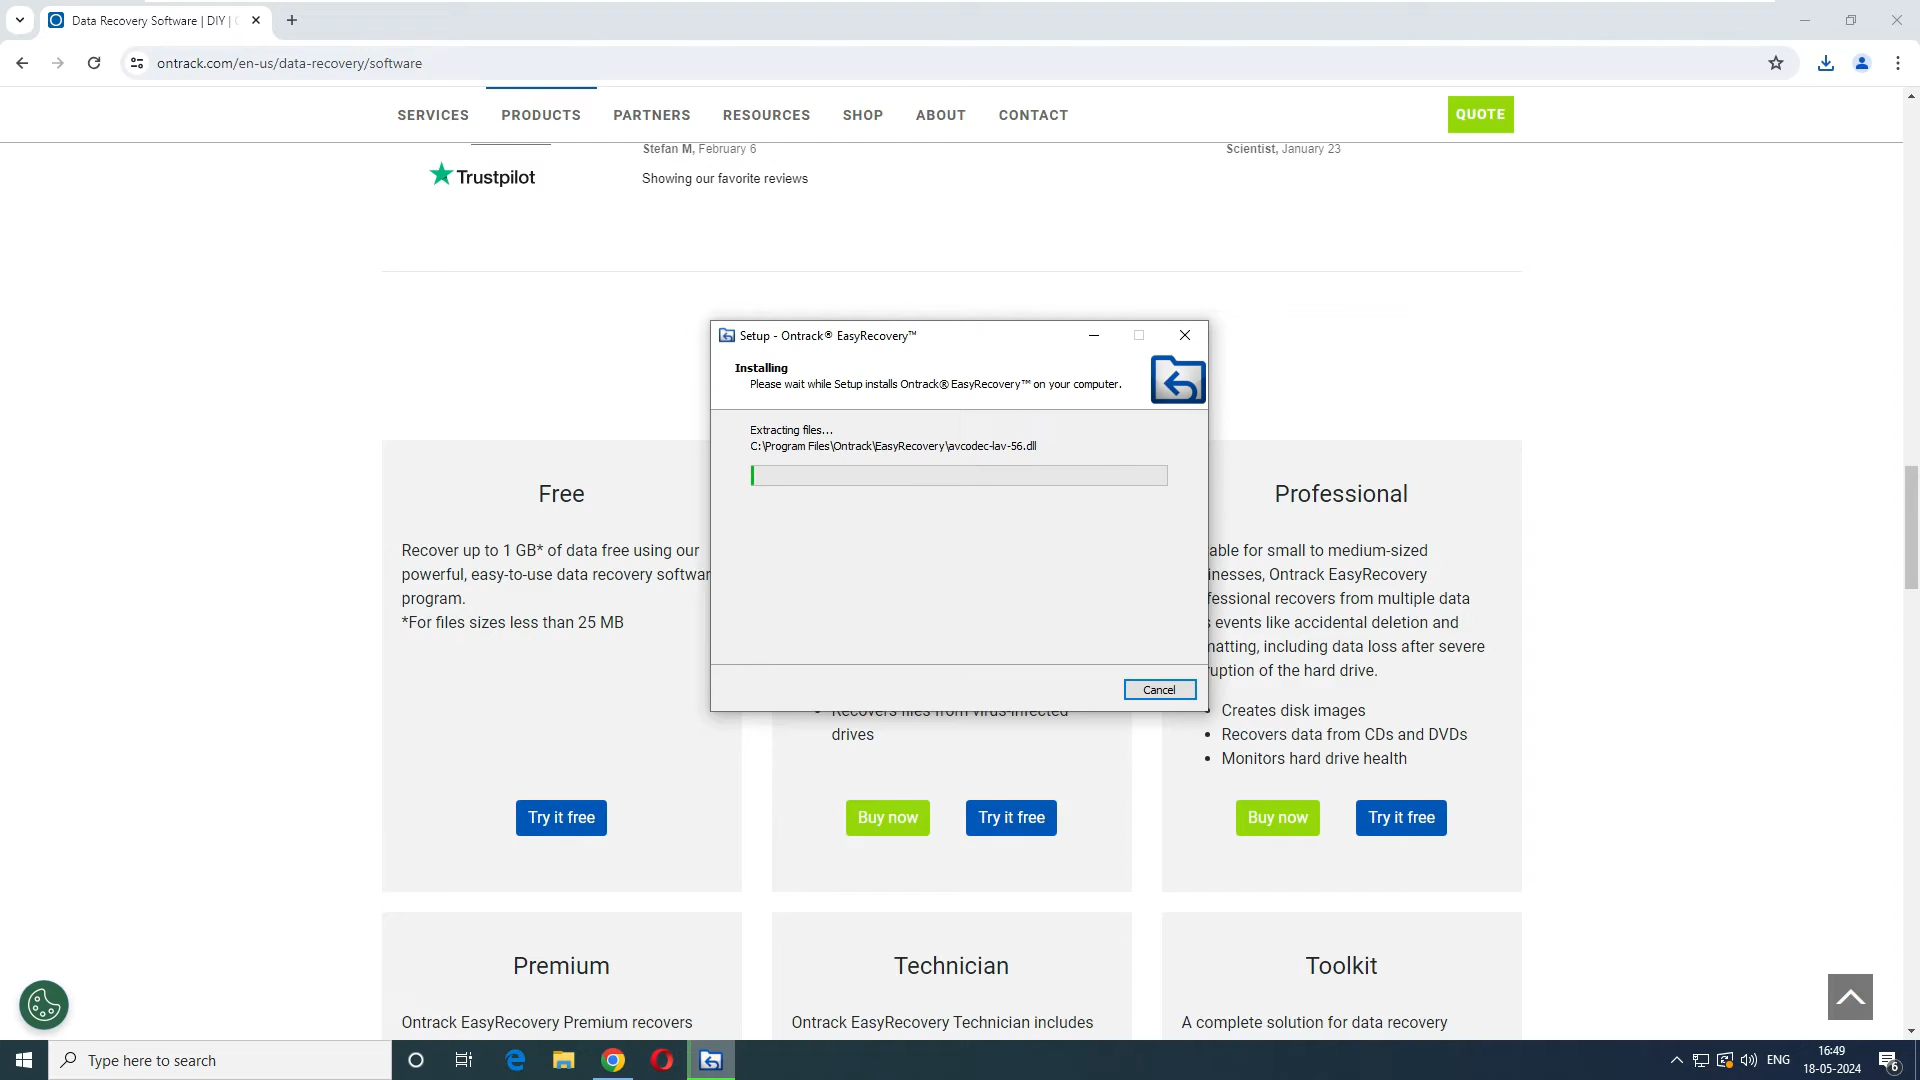 Data Recovery Software | DIY |
ontrack.com/en-us/data-recovery/software
SERVICES PRODUCTS PARTNERS RESOURCES SHOP ABOUT CONTACT QUOTE
Stefan M, February 6
Scientist, January 23
Trustpilot
Showing our favorite reviews
Setup - Ontrack® EasyRecovery™
Installing
Please wait while Setup installs Ontrack® EasyRecovery™ on your computer.
Extracting files...
C:\Program Files\Ontrack\EasyRecovery\avcodec-lav-56.dll
Cancel
Free
Recover up to 1 GB* of data free using our
powerful, easy-to-use data recovery softwar
program.
*For files sizes less than 25 MB
Try it free
Recovers files from virus-infected
drives
Buy now Try it free
Professional
able for small to medium-sized
inesses, Ontrack EasyRecovery
fessional recovers from multiple data
s events like accidental deletion and
matting, including data loss after severe
ruption of the hard drive.
• Creates disk images
• Recovers data from CDs and DVDs
• Monitors hard drive health
Buy now Try it free
Premium
Ontrack EasyRecovery Premium recovers
Technician
Ontrack EasyRecovery Technician includes
Toolkit
A complete solution for data recovery
Type here to search
ENG
16:49
18-05-2024
6